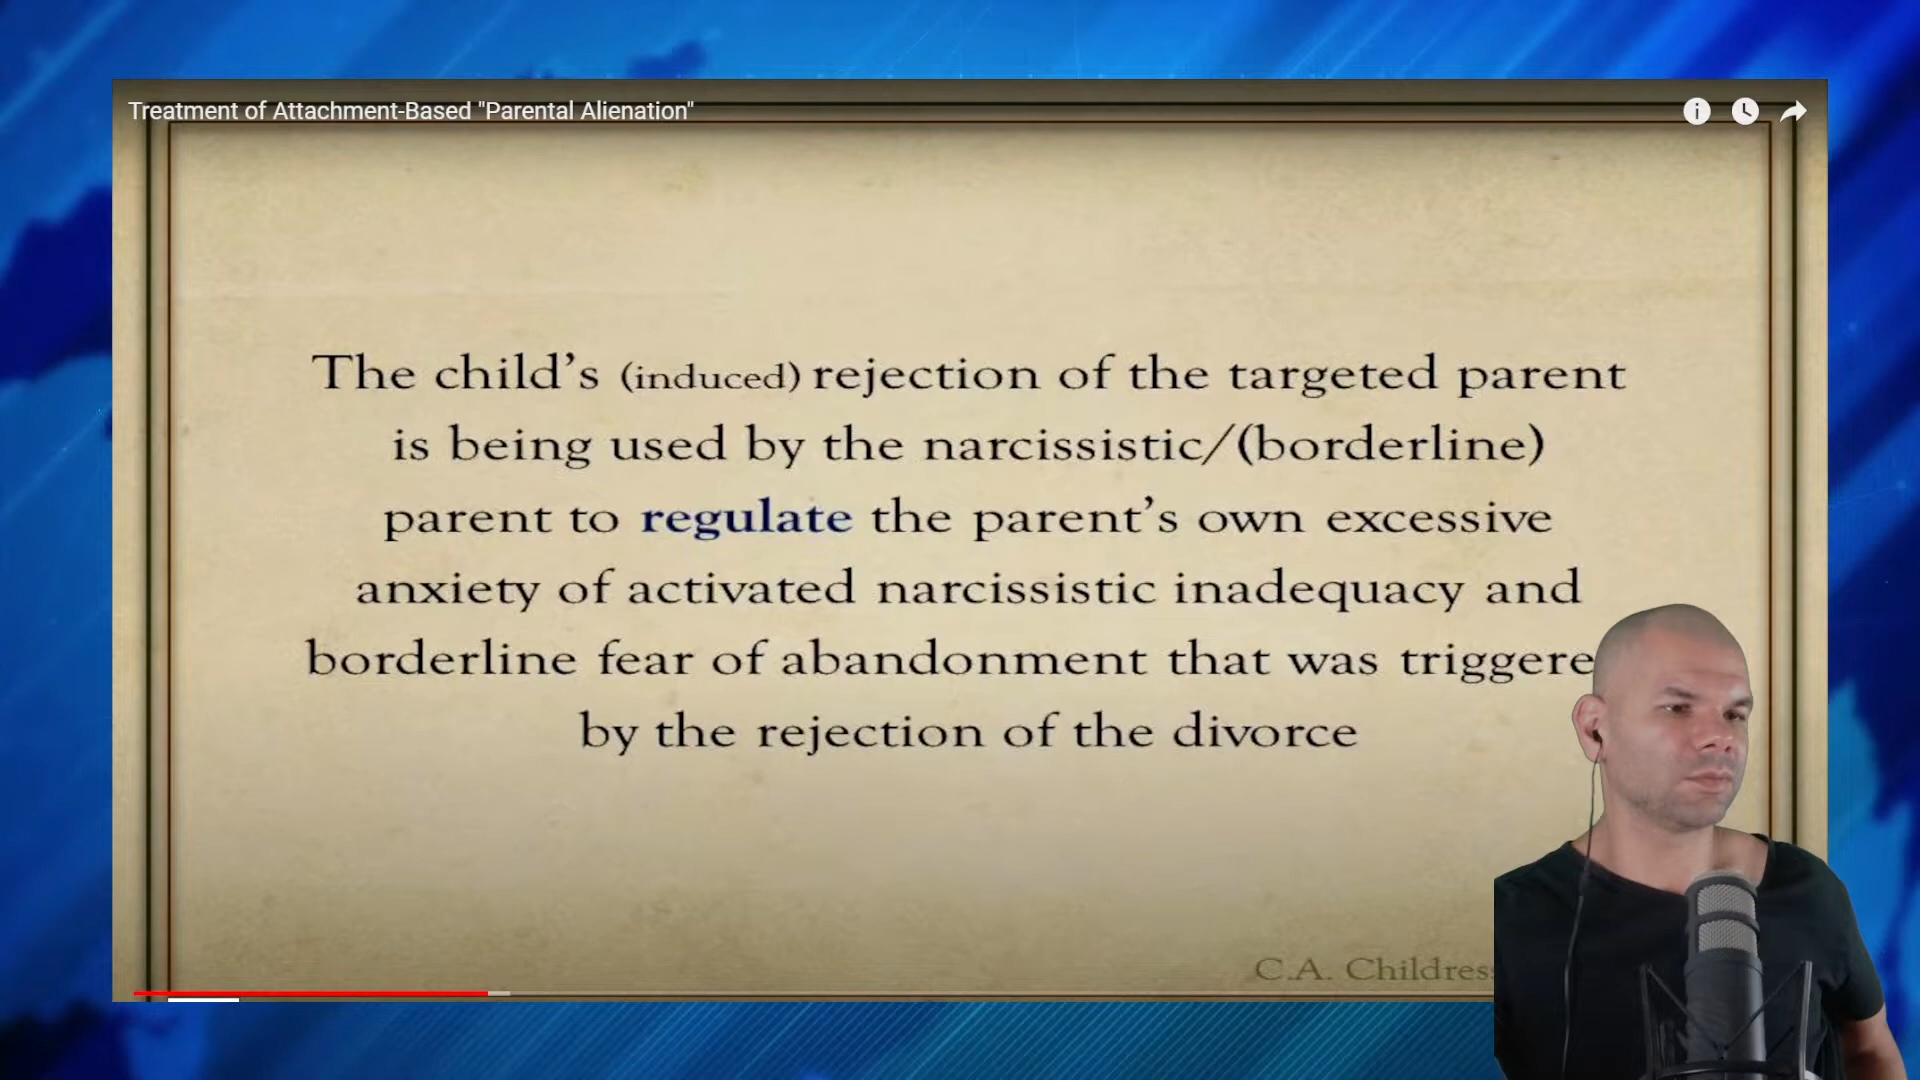 Treatment of Attachment-Based "Parental Alienation"
The child's (induced) rejection of the targeted parent
is being used by the narcissistic/(borderline)
parent to regulate the parent's own excessive
anxiety of activated narcissistic inadequacy and
borderline fear of abandonment that was
by the rejection of the divorce
C.A.